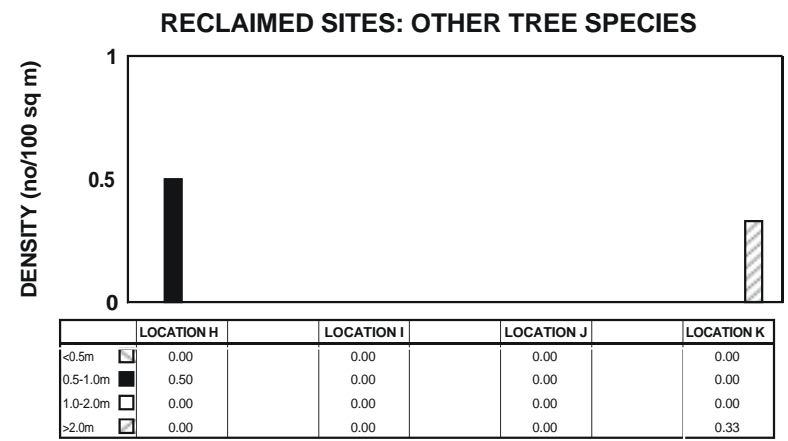 RECLAIMED SITES: OTHER TREE SPECIES
DENSITY (no/100 sq m)
1
0.5
0
LOCATION H LOCATION I LOCATION J LOCATION K
<0.5m 0.00 0.00 0.00 0.00
0.5-1.0m 0.50 0.00 0.00 0.00
1.0-2.0m 0.00 0.00 0.00 0.00
>2.0m 0.00 0.00 0.00 0.33